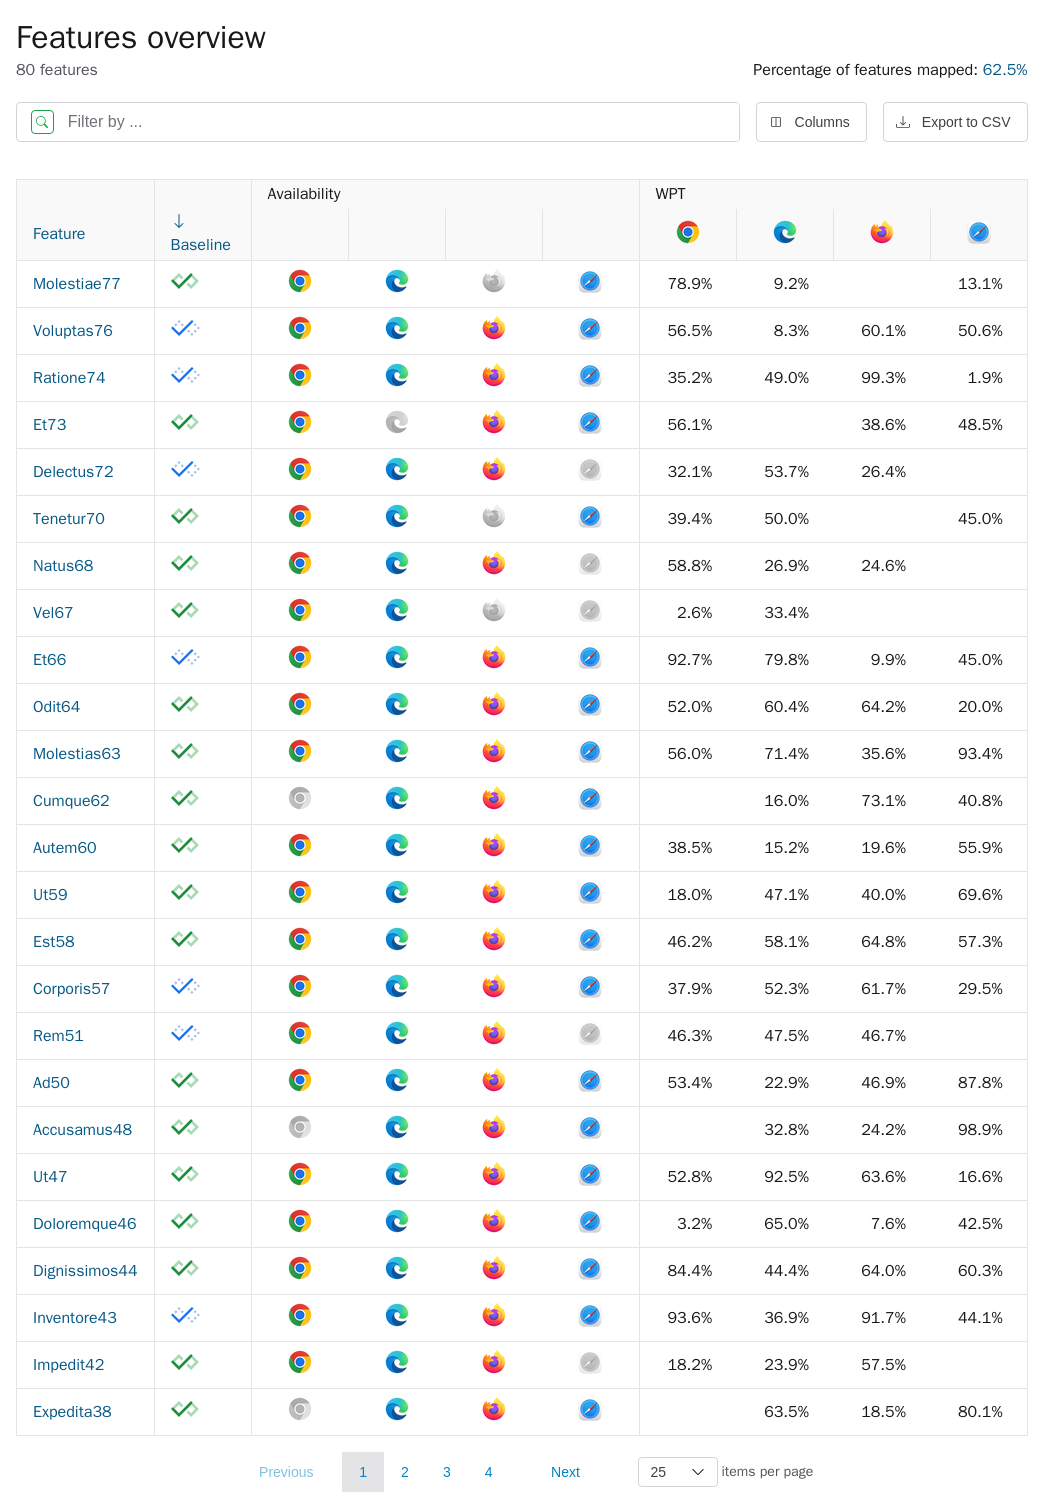 Features overview
80 features
Percentage of features mapped: 62.5%
Filter by ...
Columns
Export to CSV
Availability
WPT
Feature
Baseline
Molestiae77 78.9% 9.2% 13.1%
Voluptas76 56.5% 8.3% 60.1% 50.6%
Ratione74 35.2% 49.0% 99.3% 1.9%
Et73 56.1% 38.6% 48.5%
Delectus72 32.1% 53.7% 26.4%
Tenetur70 39.4% 50.0% 45.0%
Natus68 58.8% 26.9% 24.6%
Vel67 2.6% 33.4%
Et66 92.7% 79.8% 9.9% 45.0%
Odit64 52.0% 60.4% 64.2% 20.0%
Molestias63 56.0% 71.4% 35.6% 93.4%
Cumque62 16.0% 73.1% 40.8%
Autem60 38.5% 15.2% 19.6% 55.9%
Ut59 18.0% 47.1% 40.0% 69.6%
Est58 46.2% 58.1% 64.8% 57.3%
Corporis57 37.9% 52.3% 61.7% 29.5%
Rem51 46.3% 47.5% 46.7%
Ad50 53.4% 22.9% 46.9% 87.8%
Accusamus48 32.8% 24.2% 98.9%
Ut47 52.8% 92.5% 63.6% 16.6%
Doloremque46 3.2% 65.0% 7.6% 42.5%
Dignissimos44 84.4% 44.4% 64.0% 60.3%
Inventore43 93.6% 36.9% 91.7% 44.1%
Impedit42 18.2% 23.9% 57.5%
Expedita38 63.5% 18.5% 80.1%
Previous 1 2 3 4 Next 25 items per page